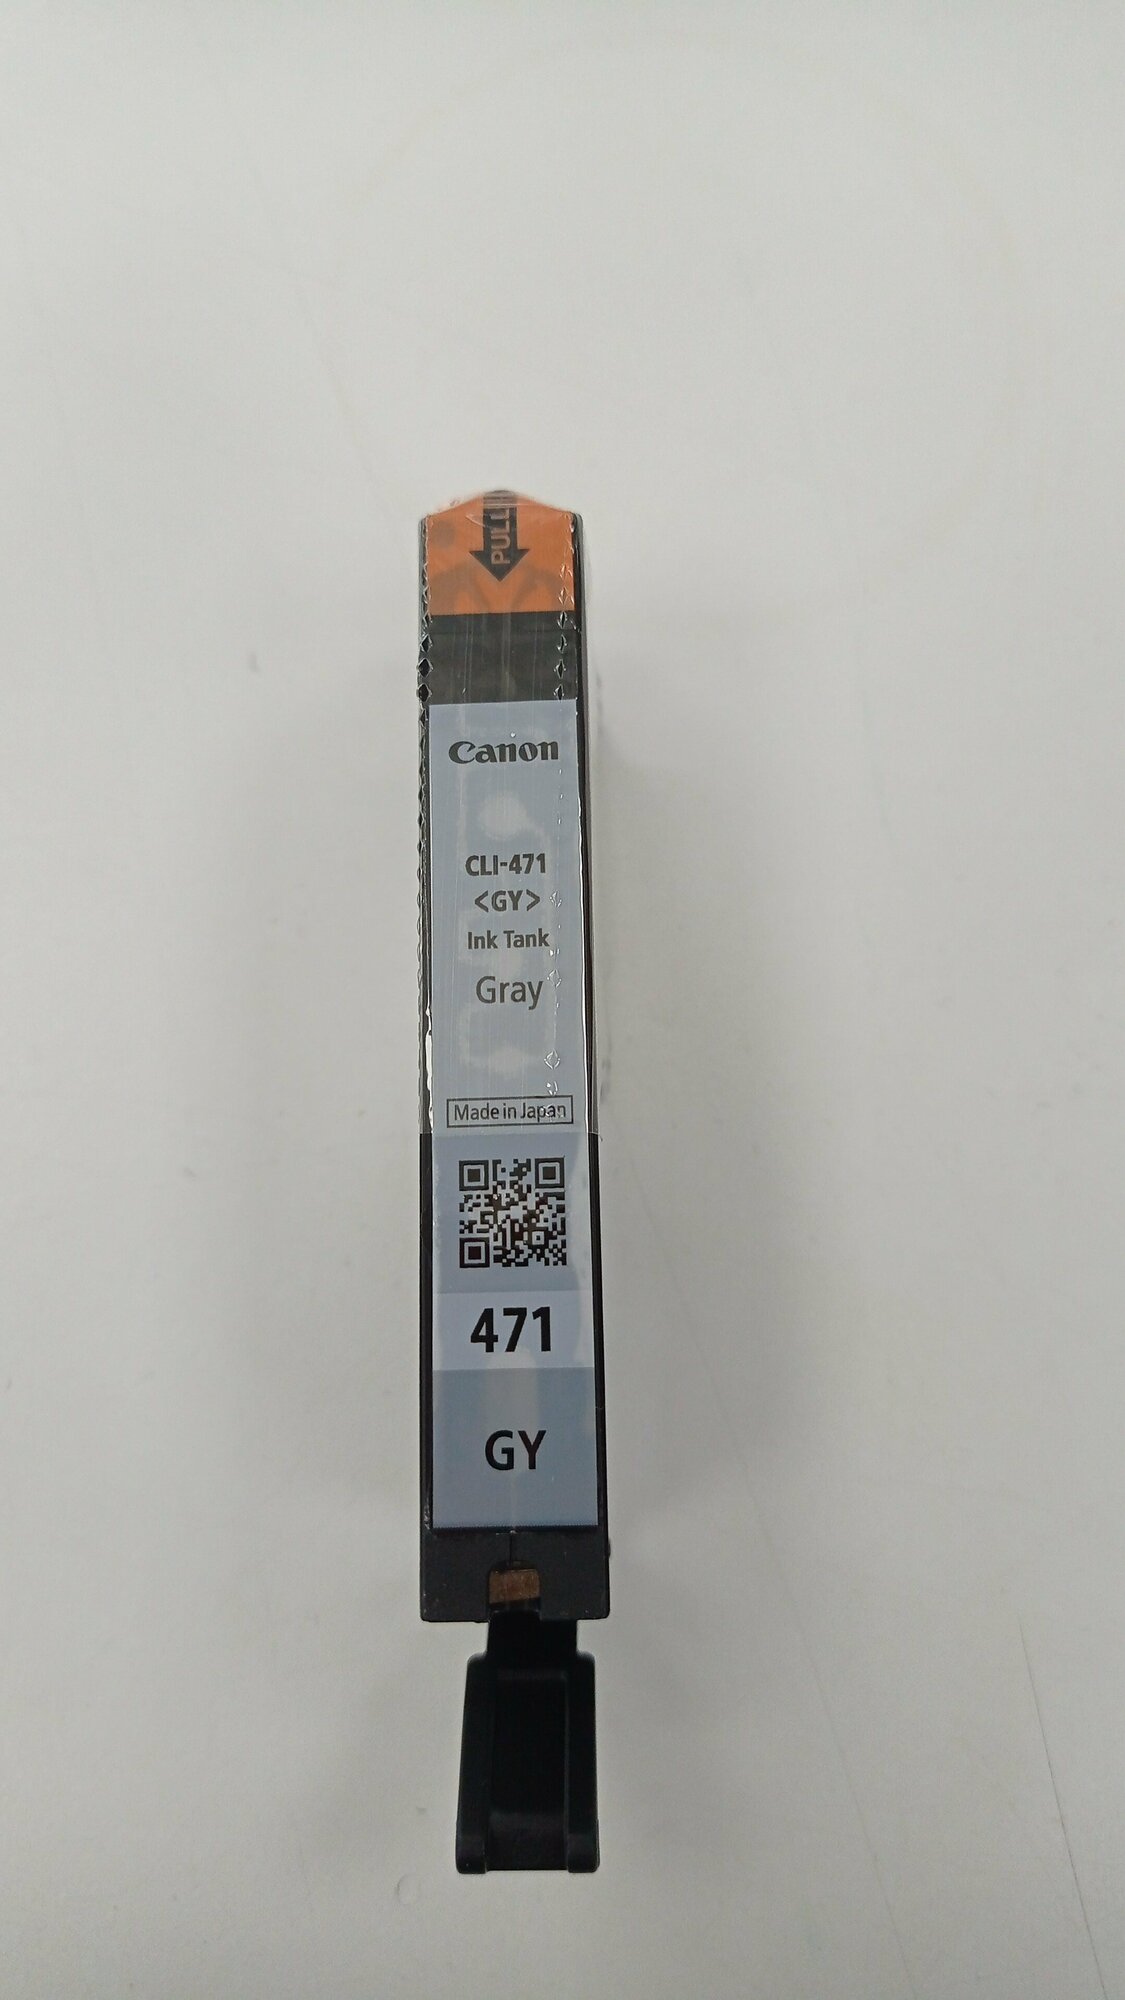 PULL
Canon
CLI-471
<GY>
Ink Tank
Gray
Made in Japan
471
GY